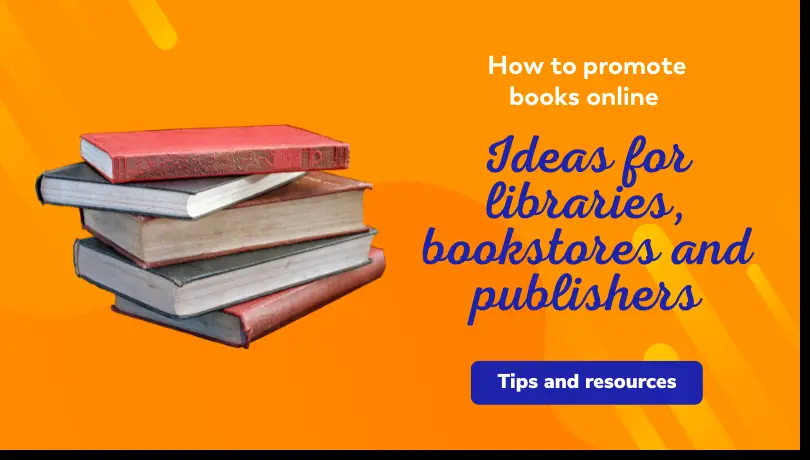 How to promote
books online
Ideas for
libraries,
bookstores and
publishers
Tips and resources